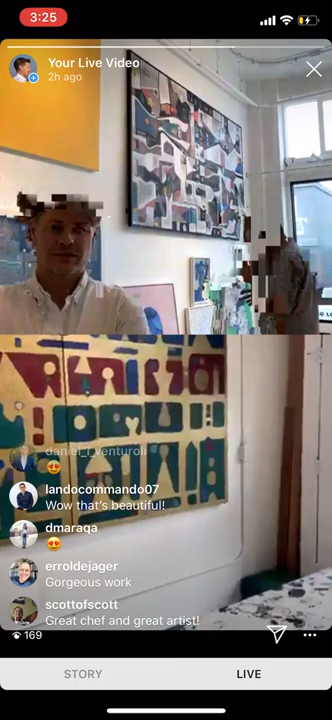 3:25
Your Live Video
2h ago
daniel_i_venturoli
😍
landocommando07
Wow that's beautiful!
dmaraqa
😍
erroldejager
Gorgeous work
scottofscott
Great chef and great artist!
169
STORY
LIVE